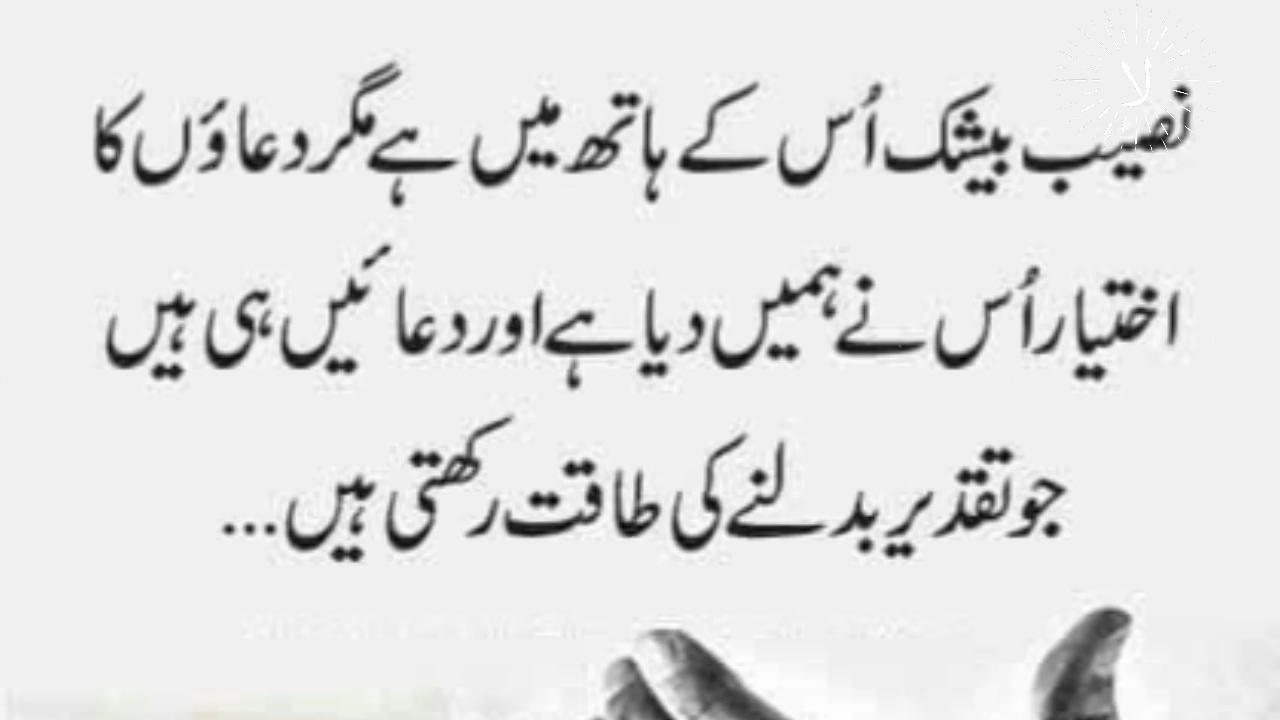 نصیب بیشک اُس کے ہاتھ میں ہے مگر دعاؤں کا
اختیار اُس نے ہمیں دیا ہے اور دعائیں ہی ہیں
جو تقدیر بدلنے کی طاقت رکھتی ہیں...